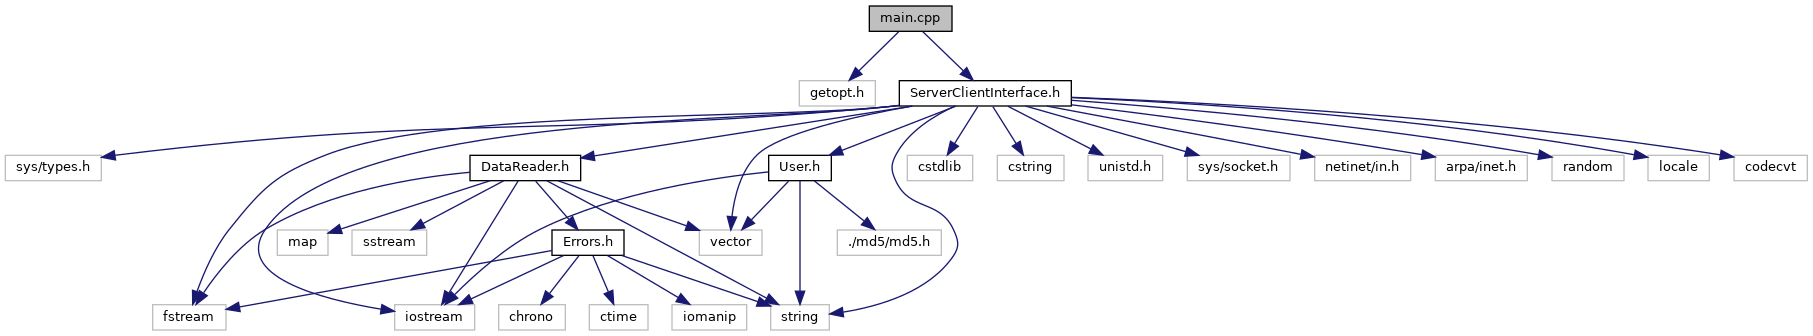 main.cpp
getopt.h
ServerClientInterface.h
sys/types.h
DataReader.h
User.h
cstdlib
cstring
unistd.h
sys/socket.h
netinet/in.h
arpa/inet.h
random
locale
codecvt
map
sstream
Errors.h
vector
./md5/md5.h
fstream
iostream
chrono
ctime
iomanip
string